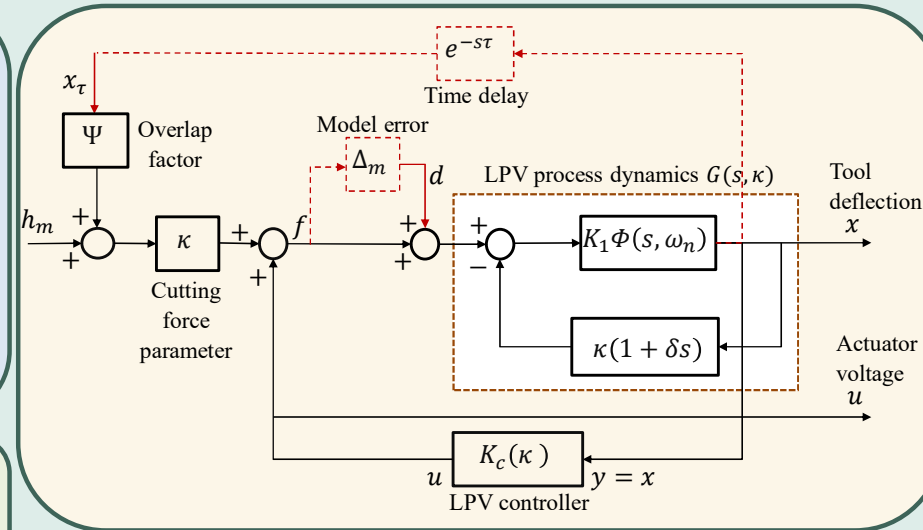 e^{-sτ}
Time delay
x_τ
Ψ
Overlap
factor
Model error
Δ_m
d
LPV process dynamics G(s,κ)
Tool
deflection
x
h_m
+
+
κ
+
+
f
+
+
+
−
K_1Φ(s, ω_n)
Cutting
force
parameter
κ(1 + δs)
Actuator
voltage
u
K_c(κ)
u
y = x
LPV controller